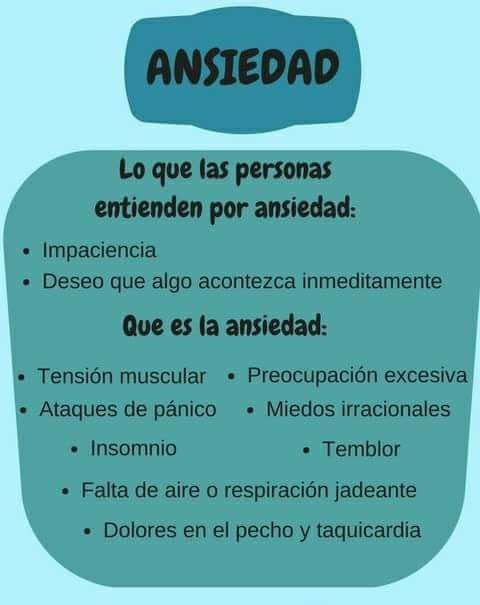 ANSIEDAD
Lo que las personas
entienden por ansiedad:
• Impaciencia
• Deseo que algo acontezca inmeditamente
Que es la ansiedad:
• Tensión muscular • Preocupación excesiva
• Ataques de pánico • Miedos irracionales
• Insomnio • Temblor
• Falta de aire o respiración jadeante
• Dolores en el pecho y taquicardia